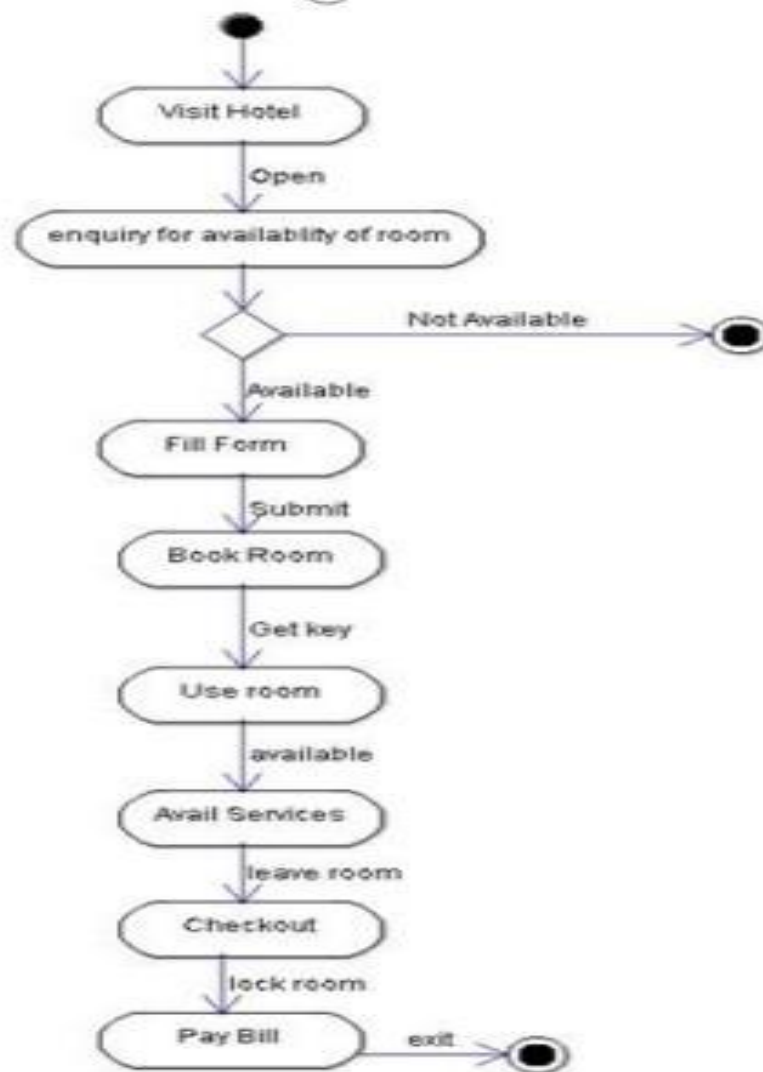 Visit Hotel
Open
enquiry for availablity of room
Not Available
Available
Fill Form
Submit
Book Room
Get key
Use room
available
Avail Services
leave room
Checkout
lock room
Pay Bill
exit